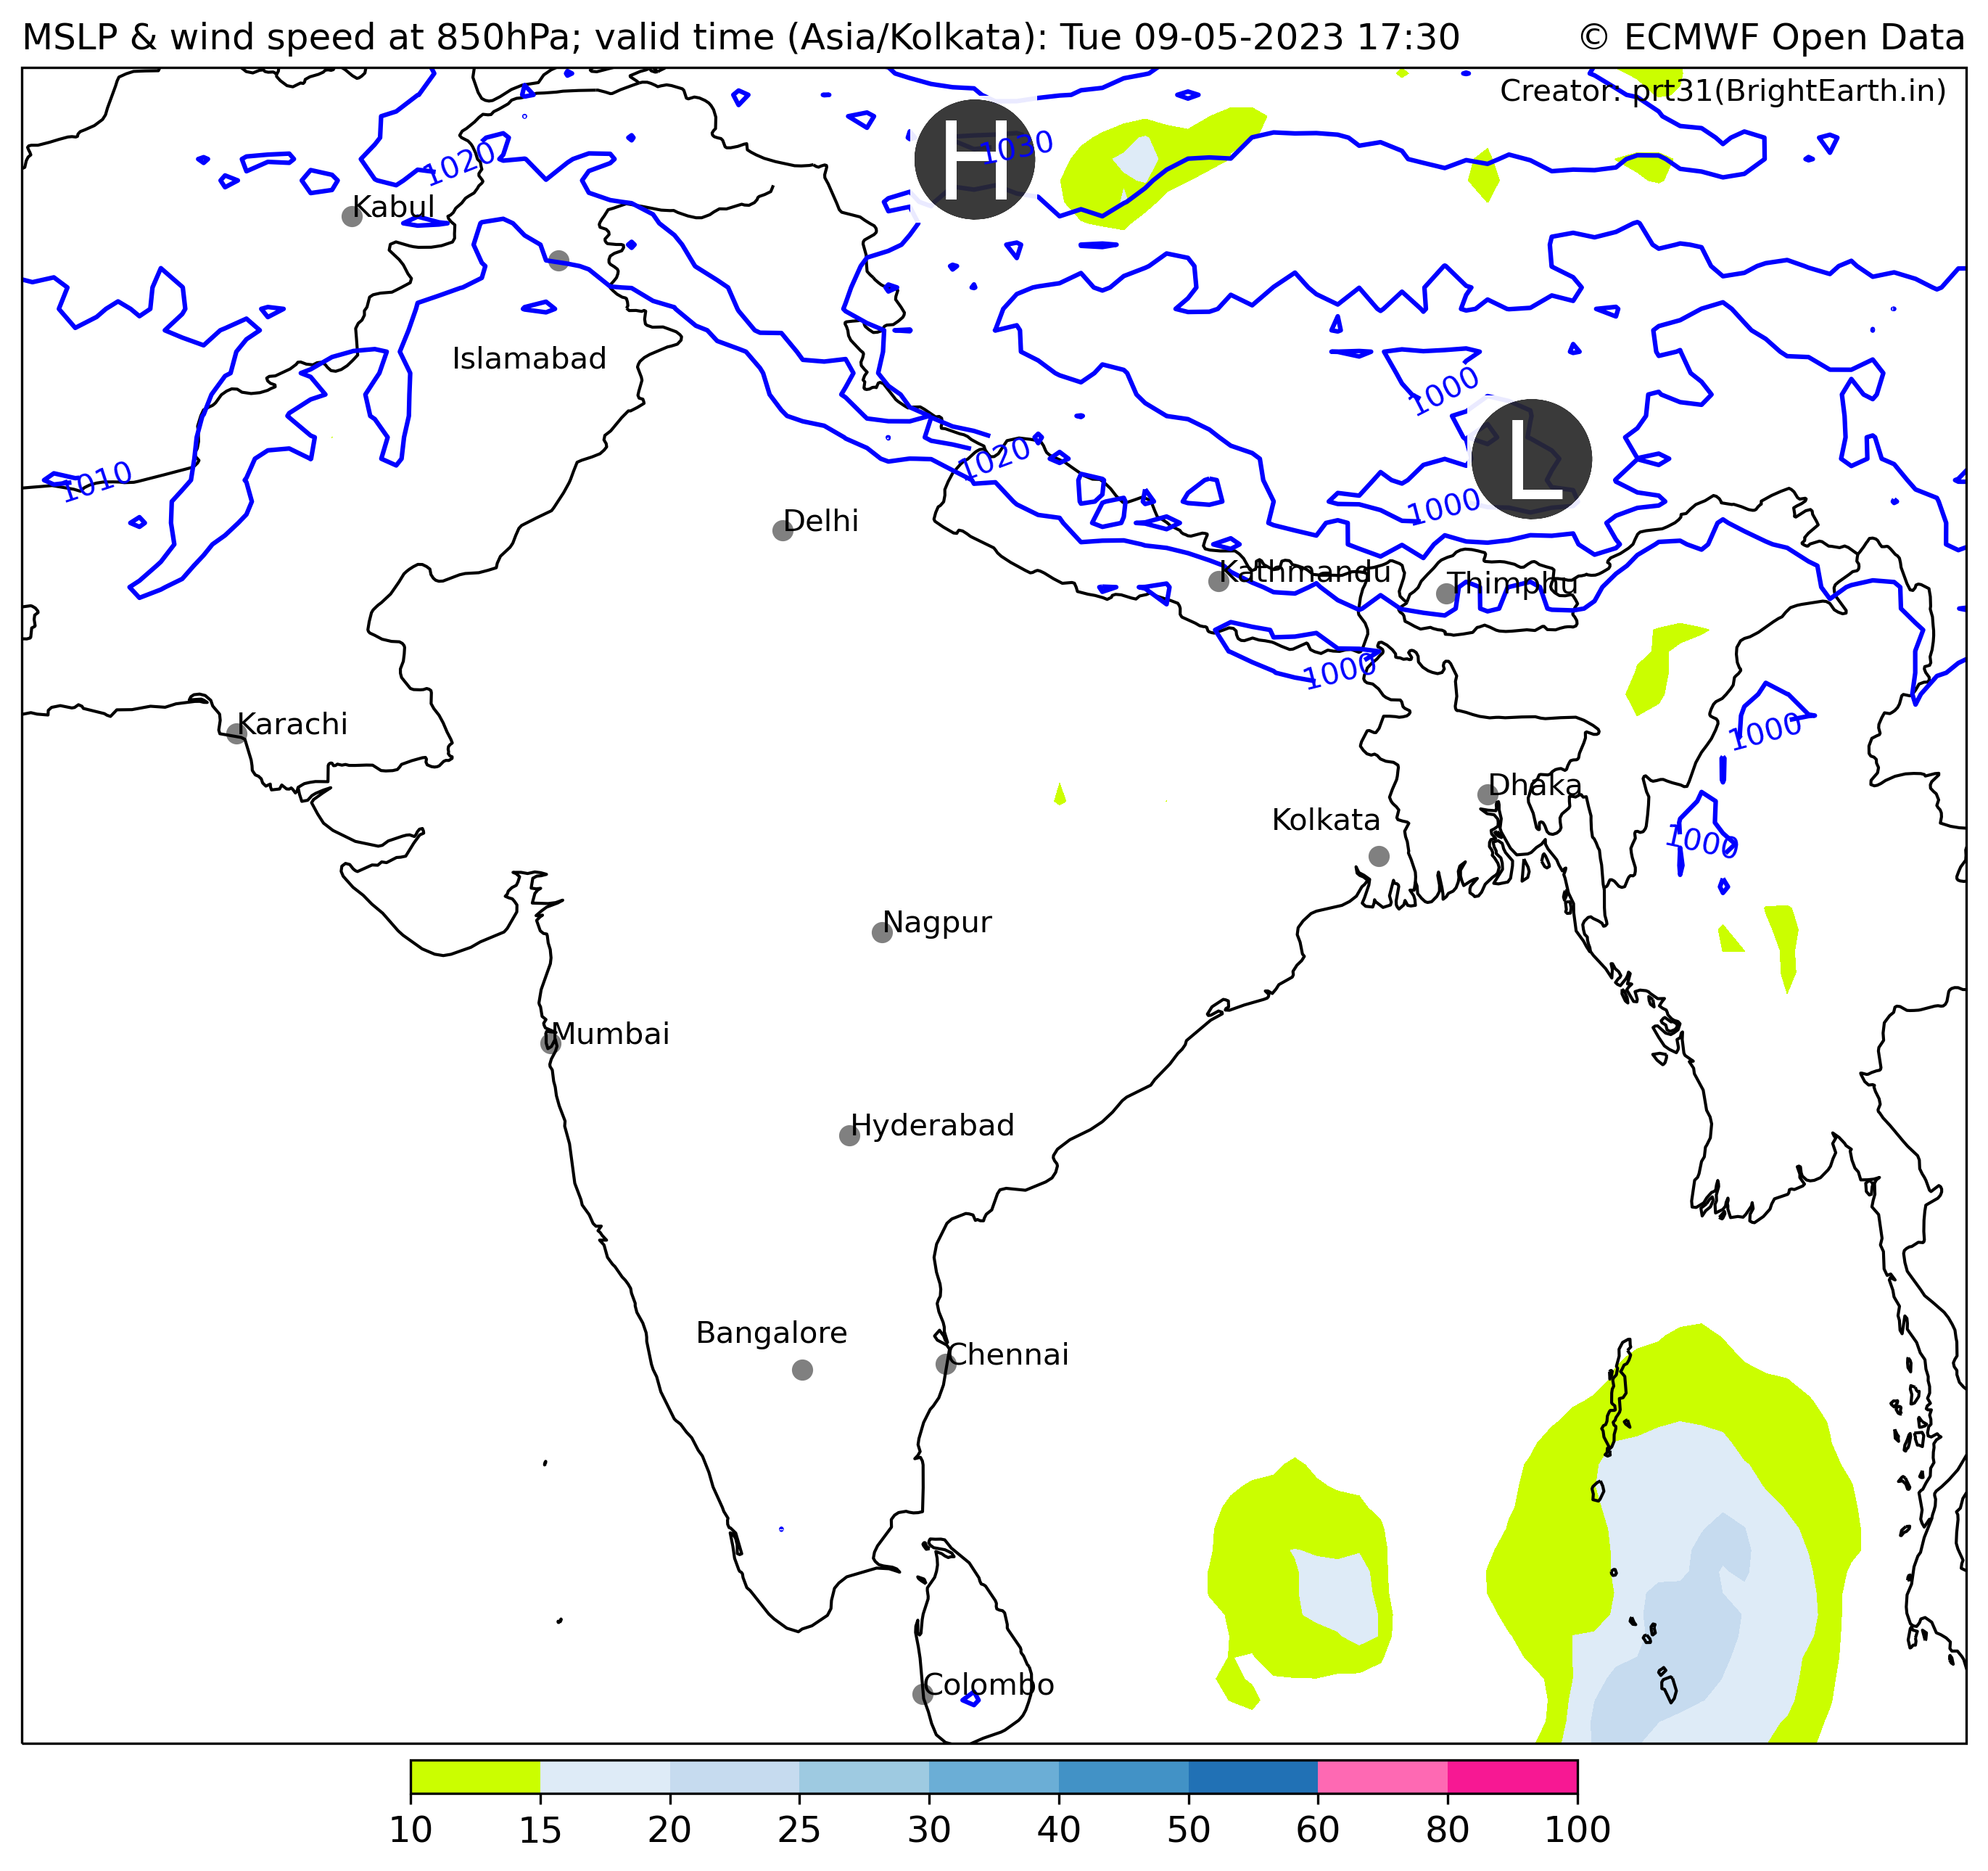 MSLP & wind speed at 850hPa; valid time (Asia/Kolkata): Tue 09-05-2023 17:30
© ECMWF Open Data
Creator: prt31(BrightEarth.in)
H
1030
1020
Kabul
Islamabad
1000
L
1020
1010
1000
Delhi
Kathmandu
Thimphu
1000
Karachi
1000
Dhaka
Kolkata
1000
Nagpur
Mumbai
Hyderabad
Bangalore
Chennai
Colombo
10 15 20 25 30 40 50 60 80 100